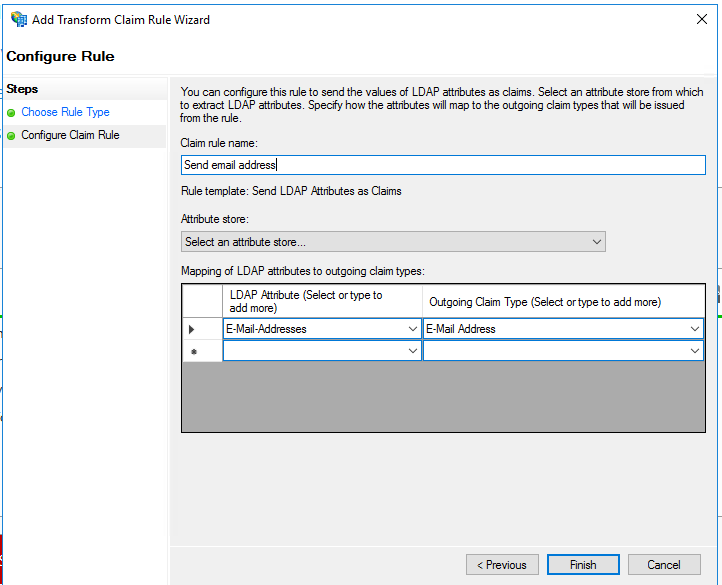 Add Transform Claim Rule Wizard
Configure Rule
Steps
Choose Rule Type
Configure Claim Rule
You can configure this rule to send the values of LDAP attributes as claims. Select an attribute store from which
to extract LDAP attributes. Specify how the attributes will map to the outgoing claim types that will be issued
from the rule.
Claim rule name:
Send email address
Rule template: Send LDAP Attributes as Claims
Attribute store:
Select an attribute store...
Mapping of LDAP attributes to outgoing claim types:
LDAP Attribute (Select or type to
add more)
Outgoing Claim Type (Select or type to add more)
E-Mail-Addresses
E-Mail Address
< Previous
Finish
Cancel